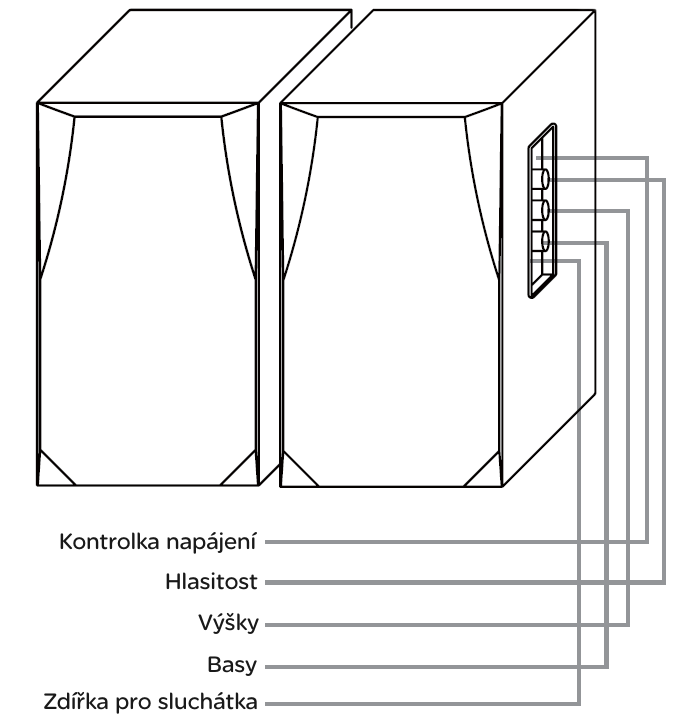 Kontrolka napájení
Hlasitost
Výšky
Basy
Zdířka pro sluchátka